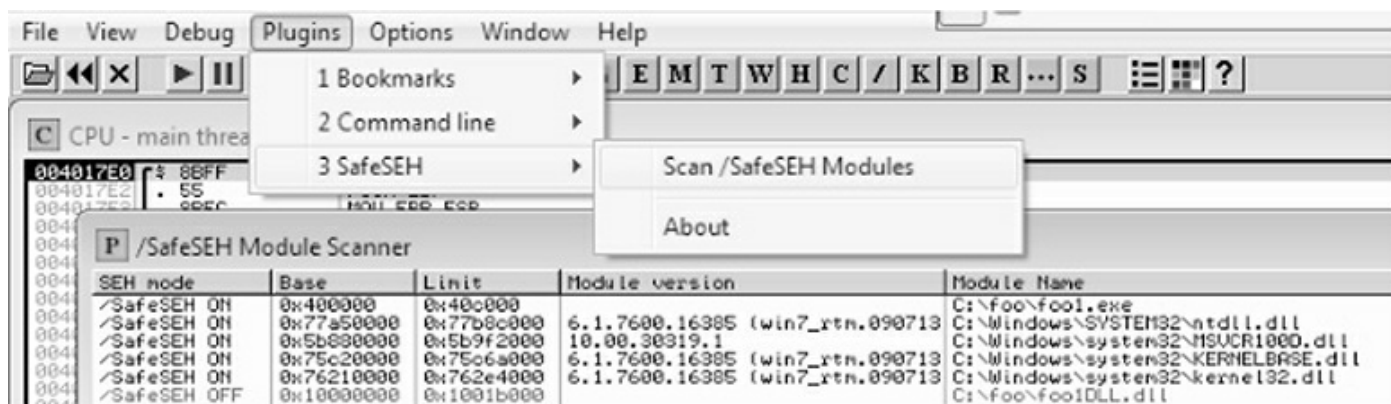 File View Debug Plugins Options Window Help
E M T W H C / K B R ... S ?
1 Bookmarks
2 Command line
3 SafeSEH
Scan /SafeSEH Modules
About
C CPU - main threa
004017E0 $ 8BFF
004017E2 . 55
P /SafeSEH Module Scanner
SEH mode Base Limit Module version Module Name
/SafeSEH ON 0x400000 0x40c000 C:\foo\foo1.exe
/SafeSEH ON 0x77a50000 0x77b8c000 6.1.7600.16385 (win7_rtm.090713 C:\Windows\SYSTEM32\ntdll.dll
/SafeSEH ON 0x5b880000 0x5b9f2000 10.00.30319.1 C:\Windows\system32\MSVCR100D.dll
/SafeSEH ON 0x75c20000 0x75c6a000 6.1.7600.16385 (win7_rtm.090713 C:\Windows\system32\KERNELBASE.dll
/SafeSEH ON 0x76210000 0x762e4000 6.1.7600.16385 (win7_rtm.090713 C:\Windows\system32\kernel32.dll
/SafeSEH OFF 0x10000000 0x1001b000 C:\foo\foo1DLL.dll